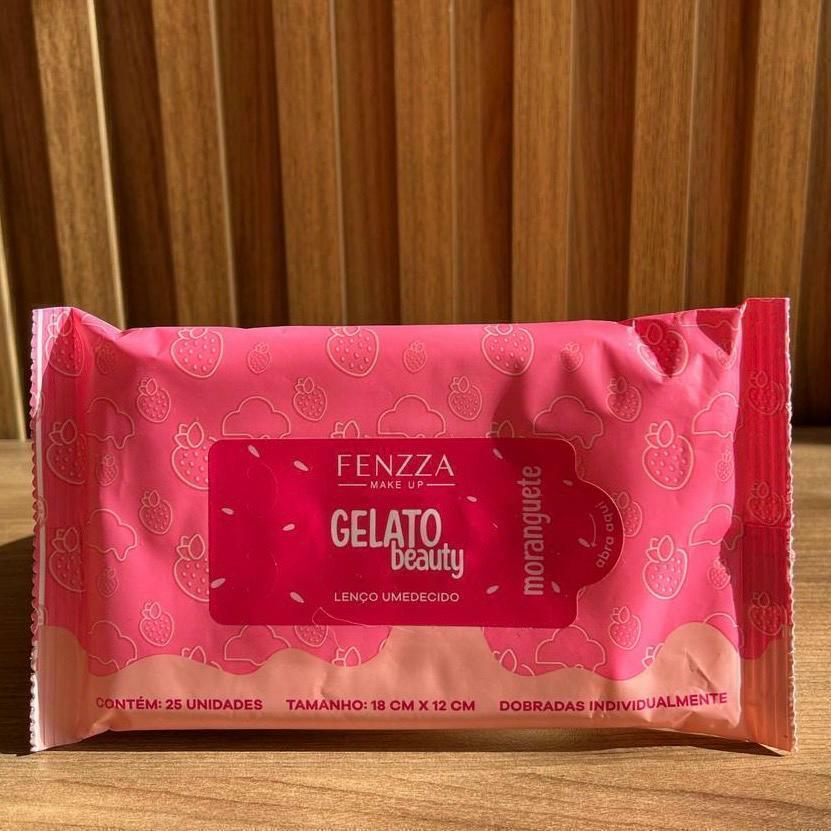 FENZZA
MAKE UP
GELATO
beauty
LENÇO UMEDECIDO
moranguete
abra aqui
CONTÉM: 25 UNIDADES TAMANHO: 18 CM X 12 CM DOBRADAS INDIVIDUALMENTE